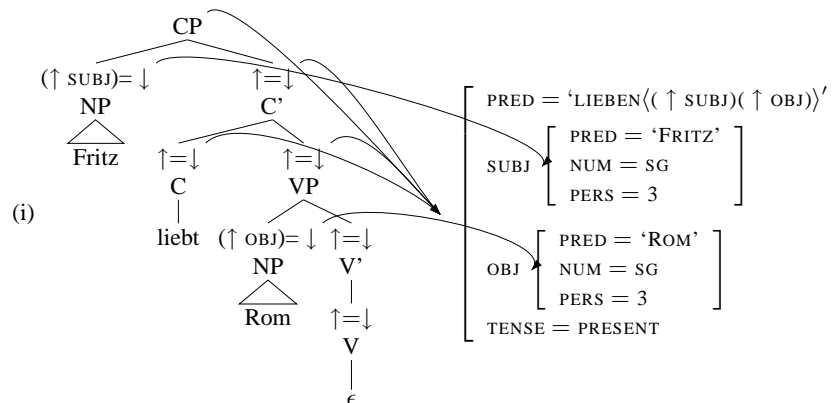 CP
(↑ SUBJ)= ↓ ↑=↓
NP C’
Fritz
↑=↓ ↑=↓
C VP
(i)
liebt (↑ OBJ)= ↓ ↑=↓
NP V’
Rom
↑=↓
V
ϵ
PRED = ‘LIEBEN⟨(↑ SUBJ)(↑ OBJ)⟩′
PRED = ‘FRITZ’
SUBJ NUM = SG
PERS = 3
PRED = ‘ROM’
OBJ NUM = SG
PERS = 3
TENSE = PRESENT